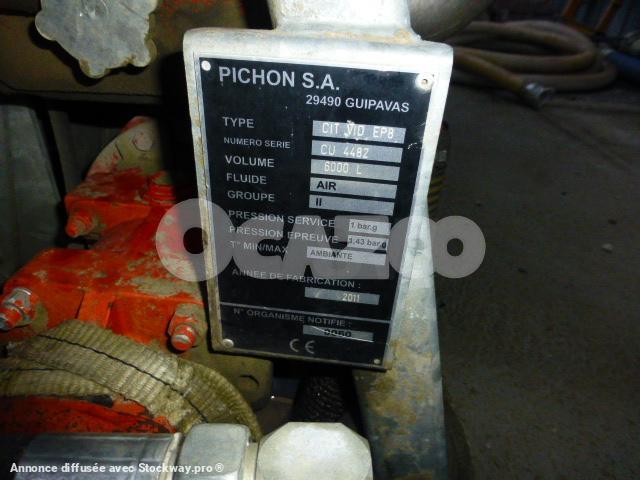 PICHON S.A.
29490 GUIPAVAS
TYPE CIT VID EP8
NUMERO SERIE CU 4482
VOLUME 6000 L
FLUIDE AIR
GROUPE II
PRESSION SERVICE 1 bar.g
PRESSION EPREUVE 1,43 bar.g
T° MIN/MAX AMBIANTE
OCAZOO
ANNEE DE FABRICATION : 2011
N° ORGANISME NOTIFIE :
CE
Annonce diffusée avec Stockway.pro®